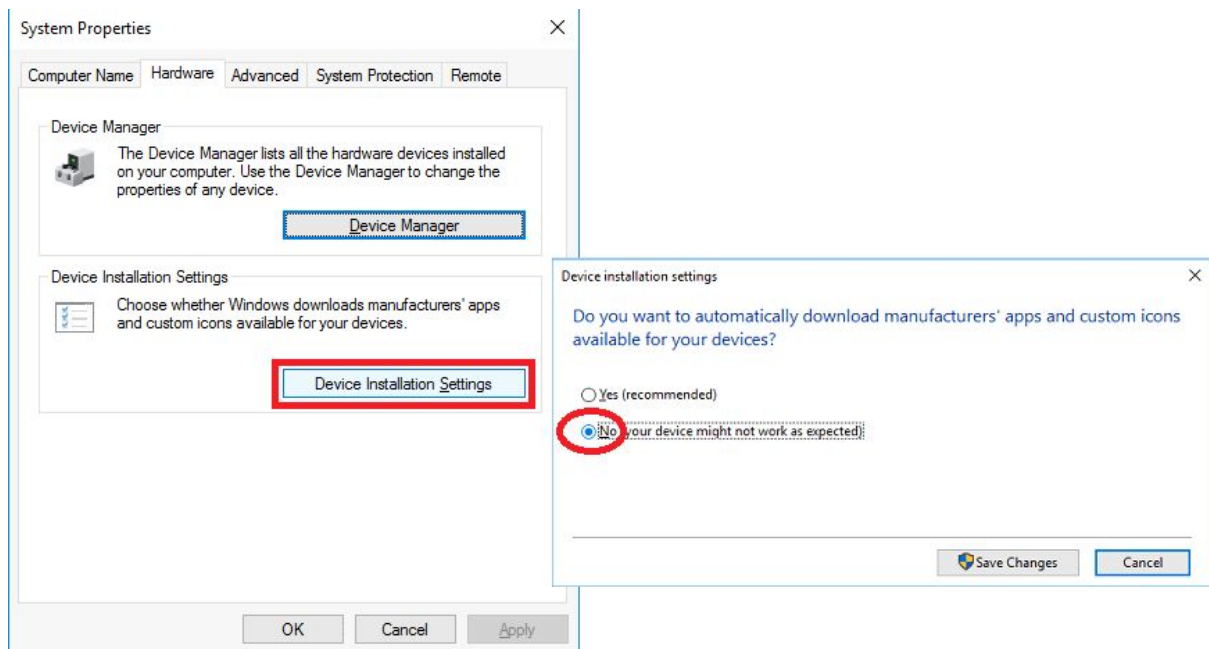 System Properties
Computer Name Hardware Advanced System Protection Remote
Device Manager
The Device Manager lists all the hardware devices installed
on your computer. Use the Device Manager to change the
properties of any device.
Device Manager
Device Installation Settings
Choose whether Windows downloads manufacturers' apps
and custom icons available for your devices.
Device Installation Settings
OK Cancel Apply
Device installation settings
Do you want to automatically download manufacturers' apps and custom icons
available for your devices?
Yes (recommended)
No your device might not work as expected)
Save Changes Cancel